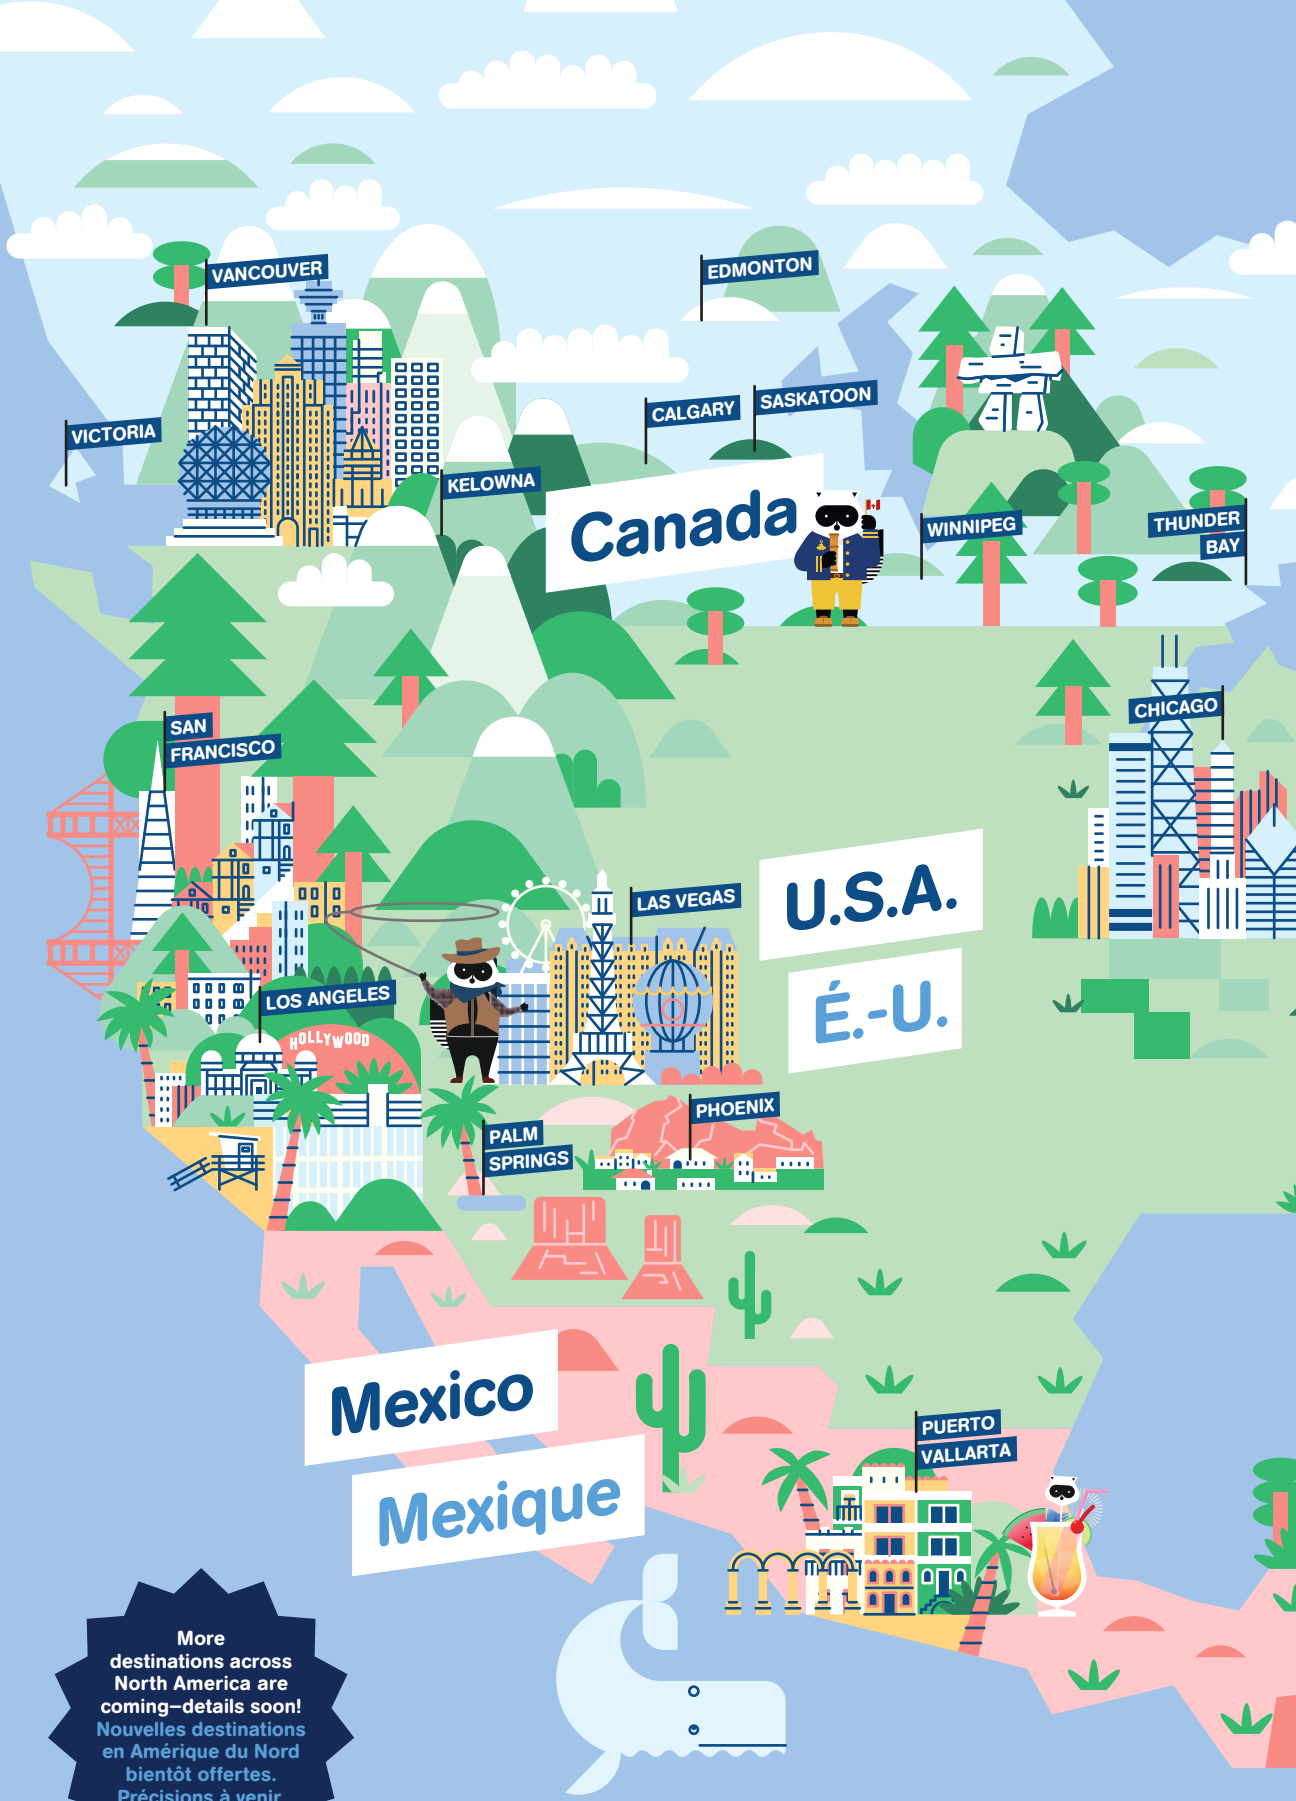 VANCOUVER
EDMONTON
VICTORIA
CALGARY
SASKATOON
KELOWNA
Canada
WINNIPEG
THUNDER
BAY
SAN
FRANCISCO
CHICAGO
U.S.A.
É.-U.
LAS VEGAS
LOS ANGELES
HOLLYWOOD
PHOENIX
PALM
SPRINGS
Mexico
Mexique
PUERTO
VALLARTA
More
destinations across
North America are
coming–details soon!
Nouvelles destinations
en Amérique du Nord
bientôt offertes.
Précisions à venir.